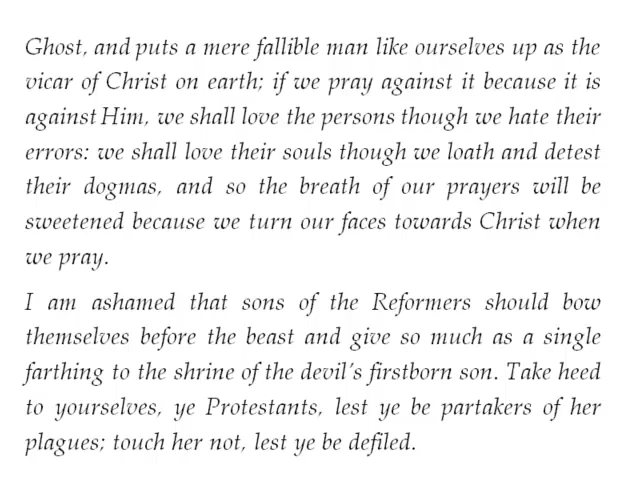 Ghost, and puts a mere fallible man like ourselves up as the
vicar of Christ on earth; if we pray against it because it is
against Him, we shall love the persons though we hate their
errors: we shall love their souls though we loath and detest
their dogmas, and so the breath of our prayers will be
sweetened because we turn our faces towards Christ when
we pray.
I am ashamed that sons of the Reformers should bow
themselves before the beast and give so much as a single
farthing to the shrine of the devil's firstborn son. Take heed
to yourselves, ye Protestants, lest ye be partakers of her
plagues; touch her not, lest ye be defiled.